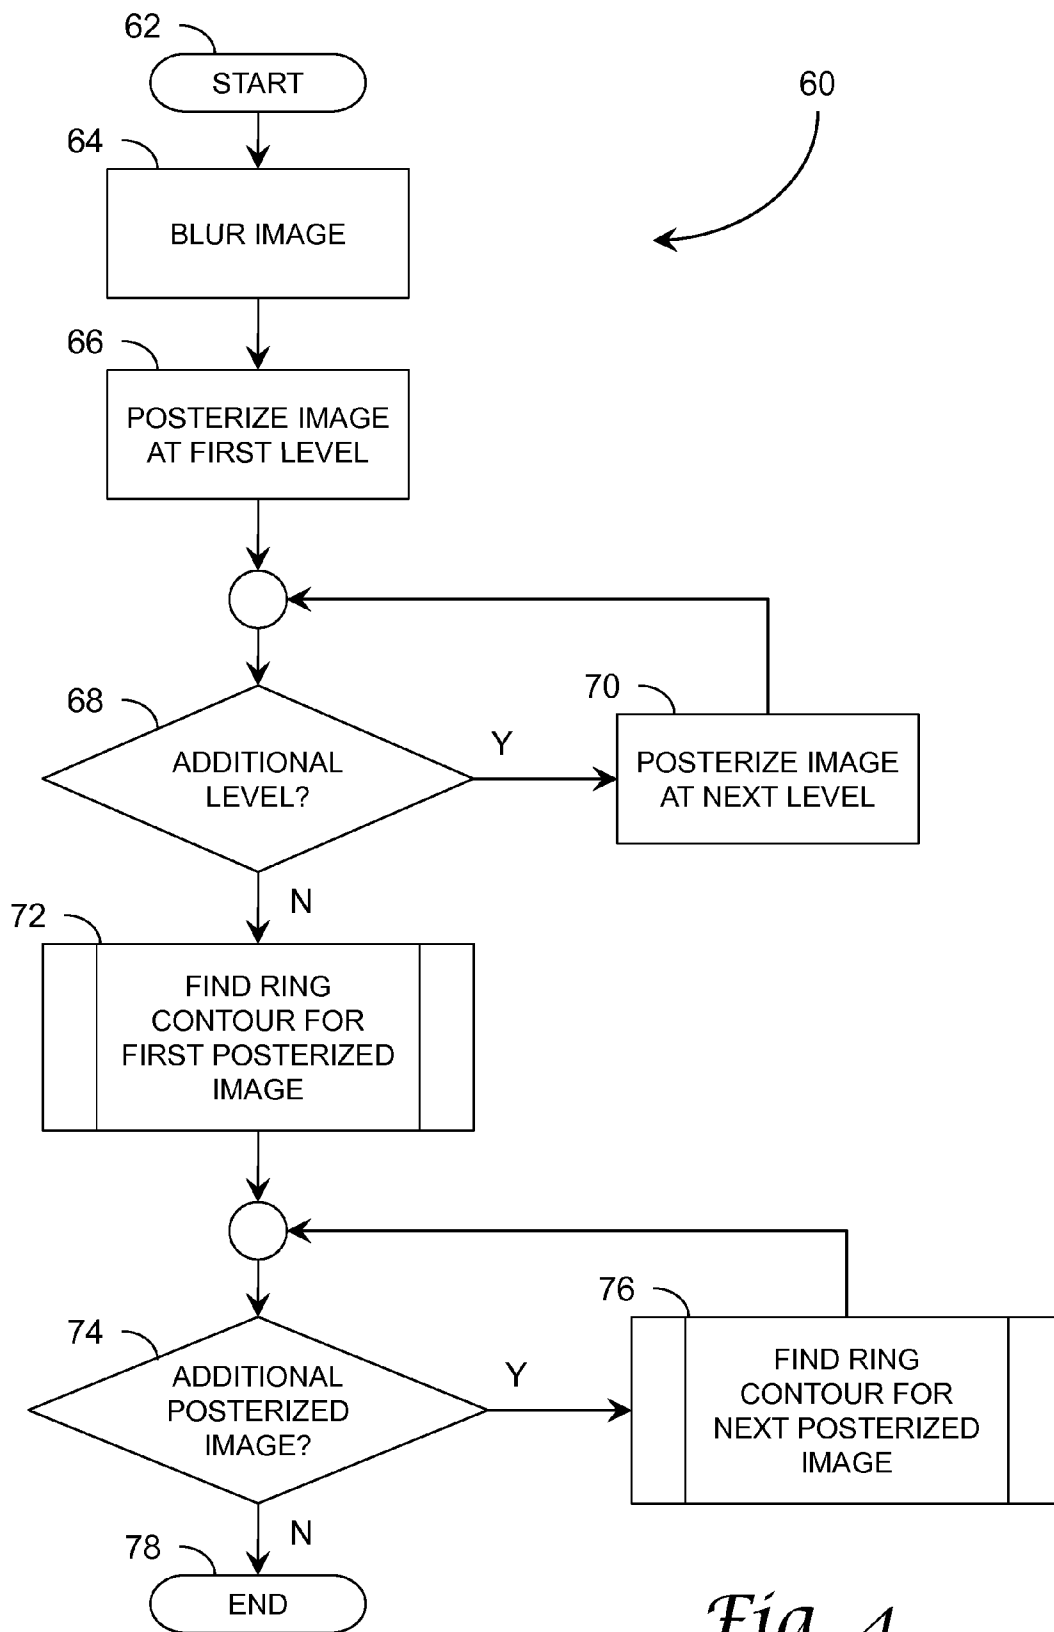 62
START
60
64
BLUR IMAGE
66
POSTERIZE IMAGE
AT FIRST LEVEL
68
ADDITIONAL
LEVEL?
Y
70
POSTERIZE IMAGE
AT NEXT LEVEL
N
72
FIND RING
CONTOUR FOR
FIRST POSTERIZED
IMAGE
74
ADDITIONAL
POSTERIZED
IMAGE?
Y
76
FIND RING
CONTOUR FOR
NEXT POSTERIZED
IMAGE
N
78
END
Fig. 4